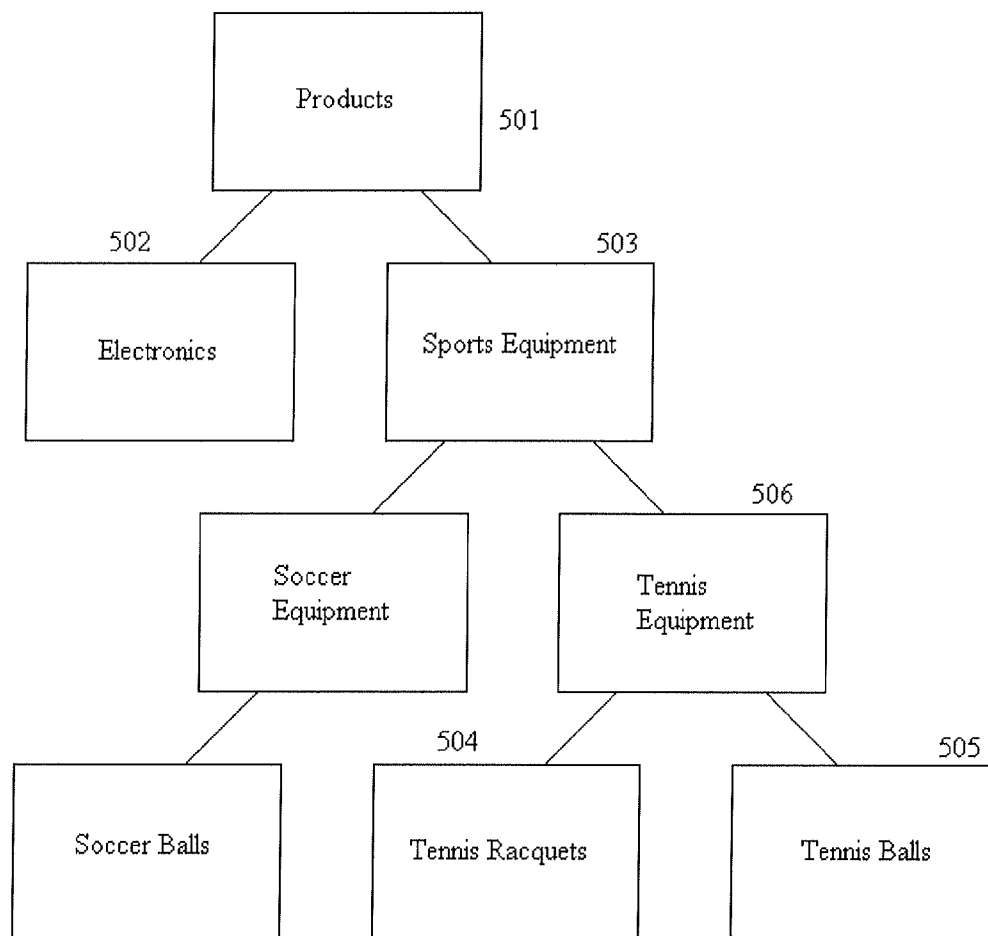 Products
501
502
503
Electronics
Sports Equipment
506
Soccer
Equipment
Tennis
Equipment
504
505
Soccer Balls
Tennis Racquets
Tennis Balls